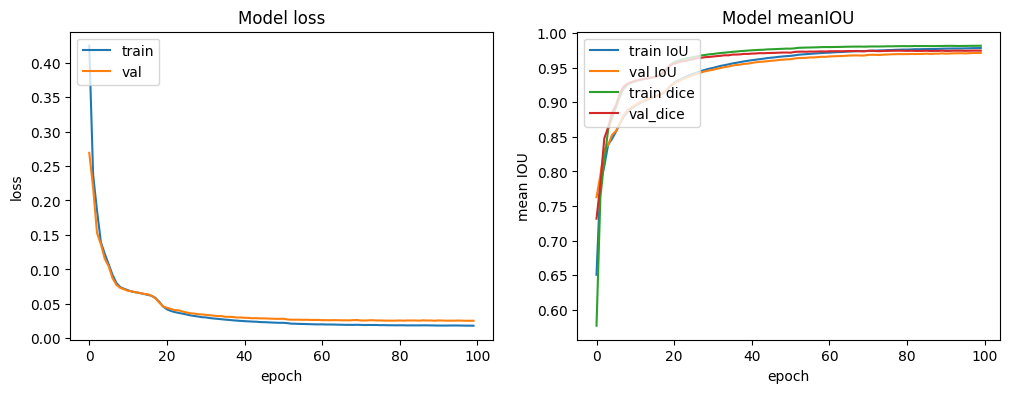 Model loss
train
val
0.40
0.35
0.30
0.25
0.20
0.15
0.10
0.05
0.00
loss
0
20
40
60
80
100
epoch
Model meanIOU
train IoU
val IoU
train dice
val_dice
1.00
0.95
0.90
0.85
0.80
0.75
0.70
0.65
0.60
mean IOU
0
20
40
60
80
100
epoch